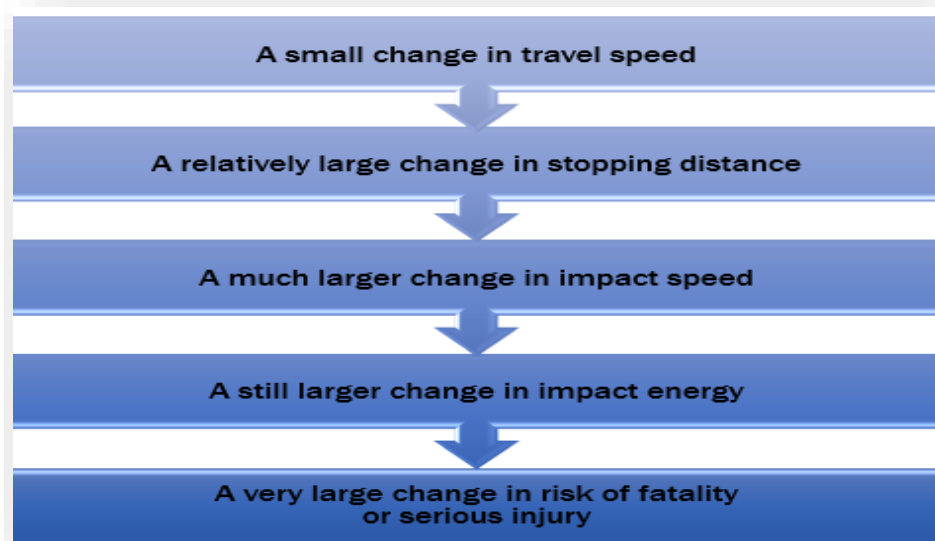 A small change in travel speed
A relatively large change in stopping distance
A much larger change in impact speed
A still larger change in impact energy
A very large change in risk of fatality
or serious injury